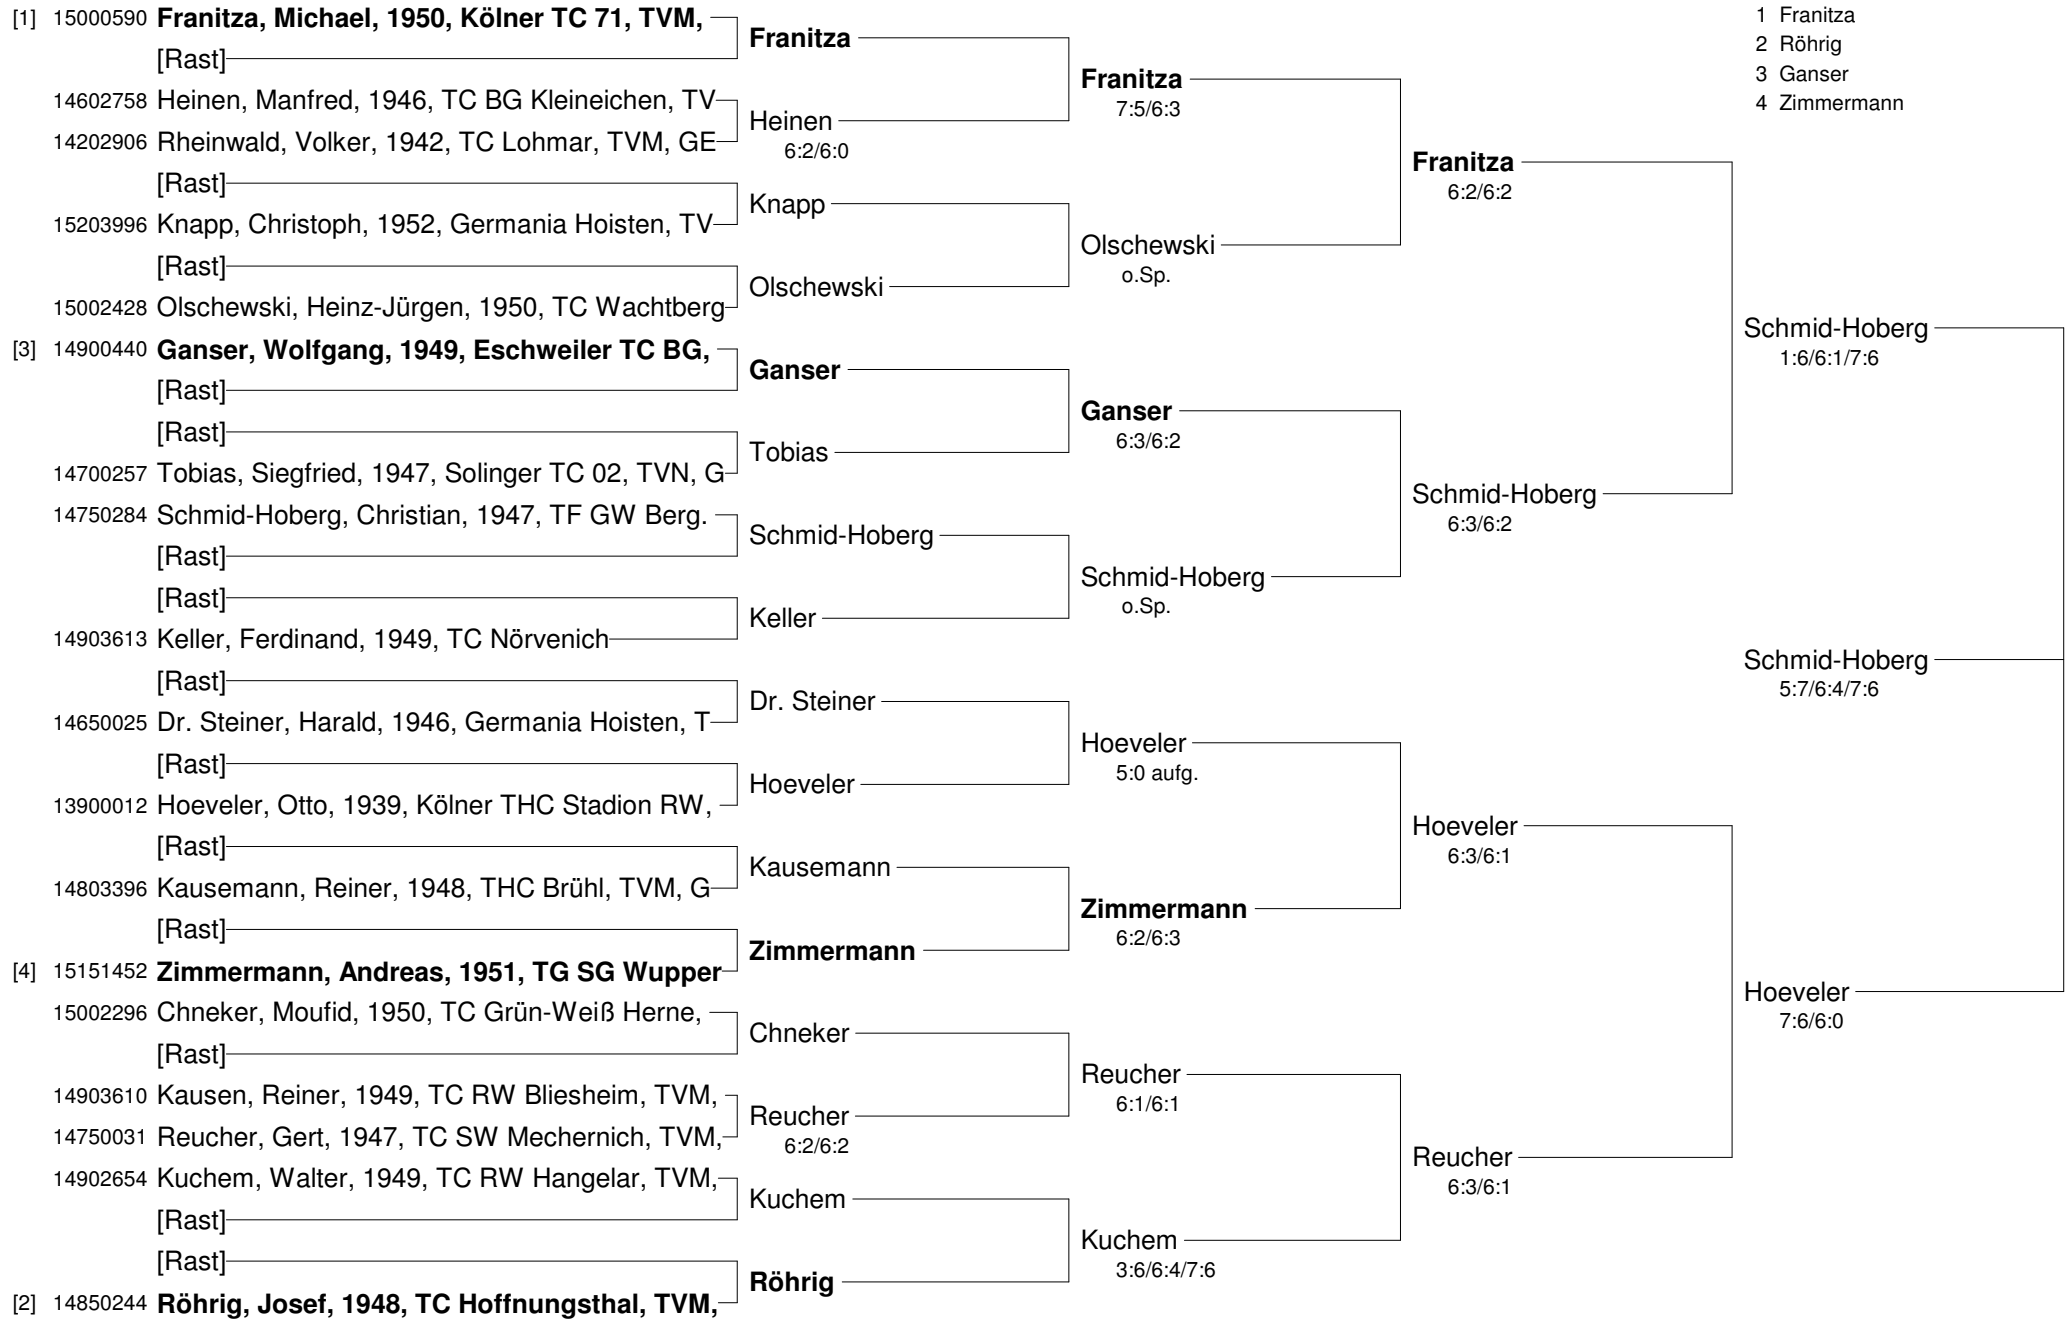 [1] 15000590 Franitza, Michael, 1950, Kölner TC 71, TVM,
[Rast]
14602758 Heinen, Manfred, 1946, TC BG Kleineichen, TV
14202906 Rheinwald, Volker, 1942, TC Lohmar, TVM, GE
[Rast]
15203996 Knapp, Christoph, 1952, Germania Hoisten, TV
[Rast]
15002428 Olschewski, Heinz-Jürgen, 1950, TC Wachtberg
[3] 14900440 Ganser, Wolfgang, 1949, Eschweiler TC BG,
[Rast]
[Rast]
14700257 Tobias, Siegfried, 1947, Solinger TC 02, TVN, G
14750284 Schmid-Hoberg, Christian, 1947, TF GW Berg.
[Rast]
[Rast]
14903613 Keller, Ferdinand, 1949, TC Nörvenich
[Rast]
14650025 Dr. Steiner, Harald, 1946, Germania Hoisten, T
[Rast]
13900012 Hoeveler, Otto, 1939, Kölner THC Stadion RW,
[Rast]
14803396 Kausemann, Reiner, 1948, THC Brühl, TVM, G
[Rast]
[4] 15151452 Zimmermann, Andreas, 1951, TG SG Wupper
15002296 Chneker, Moufid, 1950, TC Grün-Weiß Herne,
[Rast]
14903610 Kausen, Reiner, 1949, TC RW Bliesheim, TVM,
14750031 Reucher, Gert, 1947, TC SW Mechernich, TVM,
14902654 Kuchem, Walter, 1949, TC RW Hangelar, TVM,
[Rast]
[Rast]
[2] 14850244 Röhrig, Josef, 1948, TC Hoffnungsthal, TVM,
Franitza
Heinen
6:2/6:0
Knapp
Olschewski
Ganser
Tobias
Schmid-Hoberg
Keller
Dr. Steiner
Hoeveler
Kausemann
Zimmermann
Chneker
Reucher
6:2/6:2
Kuchem
Röhrig
Franitza
7:5/6:3
Olschewski
o.Sp.
Ganser
6:3/6:2
Schmid-Hoberg
o.Sp.
Hoeveler
5:0 aufg.
Zimmermann
6:2/6:3
Reucher
6:1/6:1
Kuchem
3:6/6:4/7:6
Franitza
6:2/6:2
Schmid-Hoberg
6:3/6:2
Hoeveler
6:3/6:1
Reucher
6:3/6:1
1 Franitza
2 Röhrig
3 Ganser
4 Zimmermann
Schmid-Hoberg
1:6/6:1/7:6
Schmid-Hoberg
5:7/6:4/7:6
Hoeveler
7:6/6:0